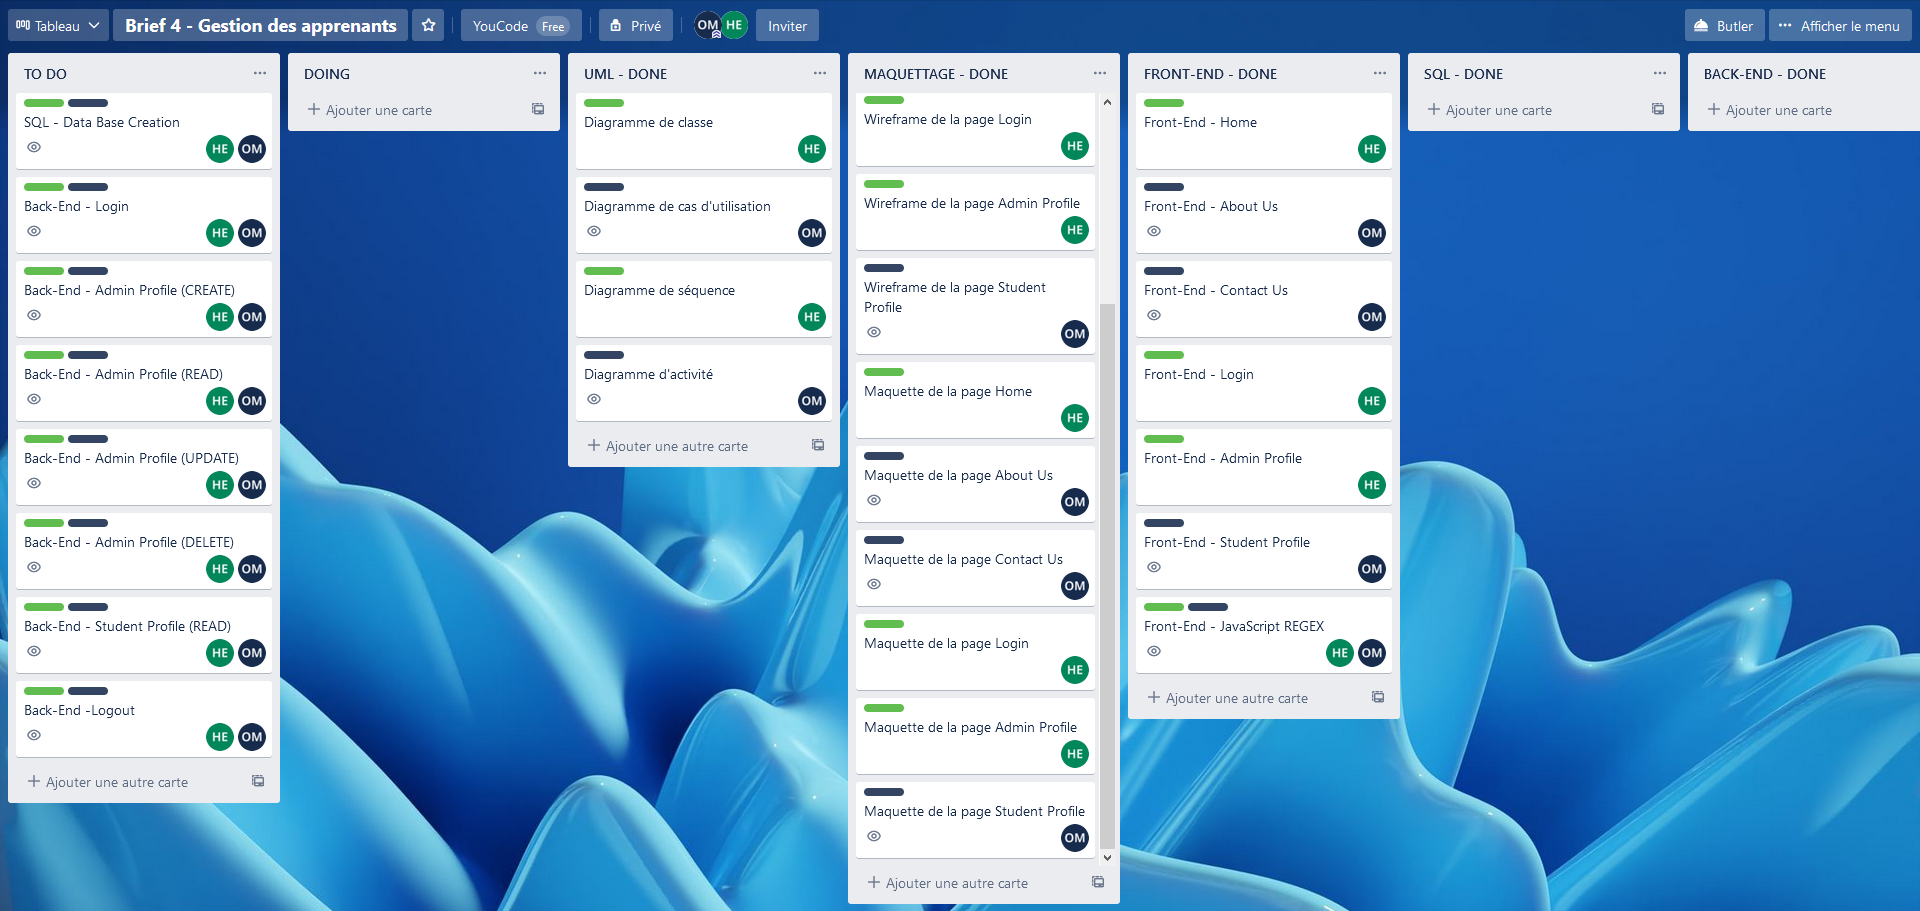 Tableau
Brief 4 - Gestion des apprenants
YouCode Free
Privé
OM HE
Inviter
Butler
Afficher le menu
TO DO
SQL - Data Base Creation
HE OM
Back-End - Login
HE OM
Back-End - Admin Profile (CREATE)
HE OM
Back-End - Admin Profile (READ)
HE OM
Back-End - Admin Profile (UPDATE)
HE OM
Back-End - Admin Profile (DELETE)
HE OM
Back-End - Student Profile (READ)
HE OM
Back-End -Logout
HE OM
Ajouter une autre carte
DOING
Ajouter une carte
UML - DONE
Diagramme de classe
HE
Diagramme de cas d'utilisation
OM
Diagramme de séquence
HE
Diagramme d'activité
OM
Ajouter une autre carte
MAQUETTAGE - DONE
Wireframe de la page Login
HE
Wireframe de la page Admin Profile
HE
Wireframe de la page Student
Profile
OM
Maquette de la page Home
HE
Maquette de la page About Us
OM
Maquette de la page Contact Us
OM
Maquette de la page Login
HE
Maquette de la page Admin Profile
HE
Maquette de la page Student Profile
OM
Ajouter une autre carte
FRONT-END - DONE
Front-End - Home
HE
Front-End - About Us
OM
Front-End - Contact Us
OM
Front-End - Login
HE
Front-End - Admin Profile
HE
Front-End - Student Profile
OM
Front-End - JavaScript REGEX
HE OM
Ajouter une autre carte
SQL - DONE
Ajouter une carte
BACK-END - DONE
Ajouter une carte